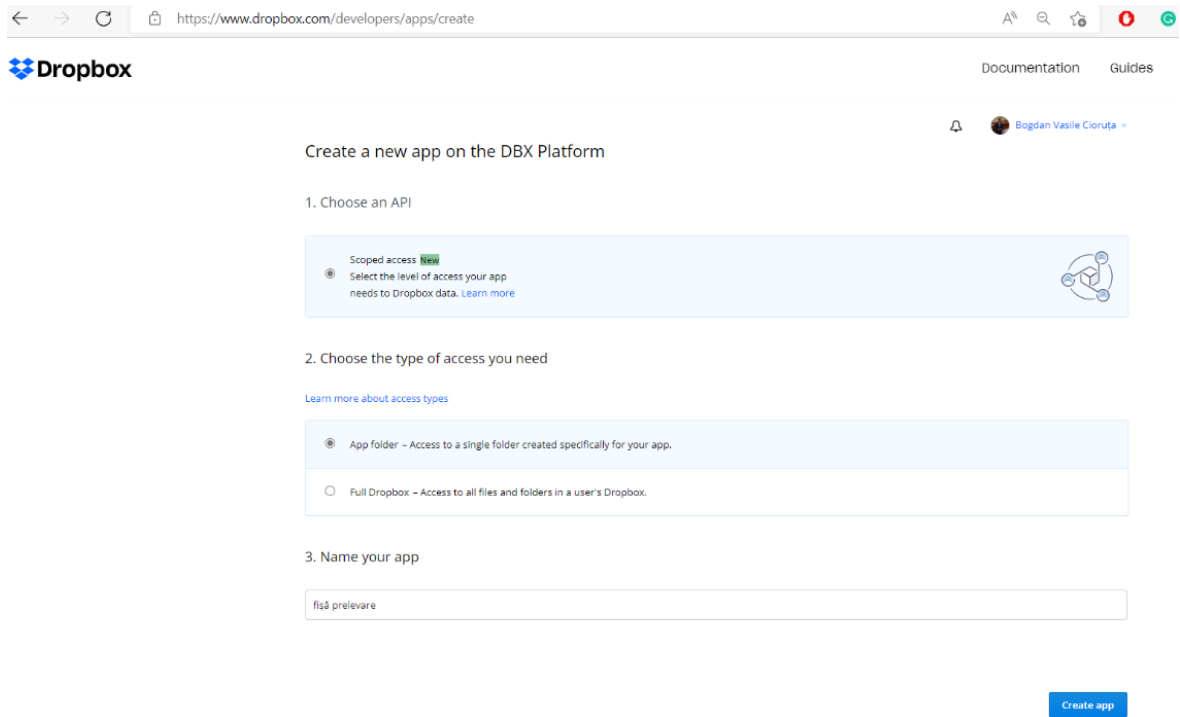 https://www.dropbox.com/developers/apps/create
Dropbox
Documentation Guides
Bogdan Vasile Cioruța
Create a new app on the DBX Platform
1. Choose an API
Scoped access New
Select the level of access your app
needs to Dropbox data. Learn more
2. Choose the type of access you need
Learn more about access types
App folder – Access to a single folder created specifically for your app.
Full Dropbox – Access to all files and folders in a user's Dropbox.
3. Name your app
fișă prelevare
Create app